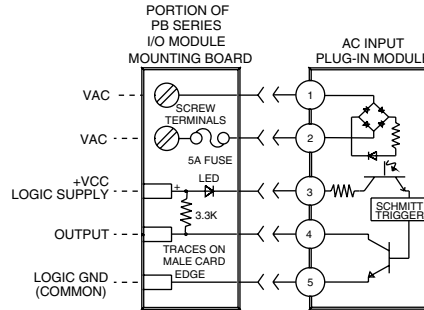 PORTION OF
PB SERIES
I/O MODULE
MOUNTING BOARD
AC INPUT
PLUG-IN MODULE
VAC
1
SCREW
TERMINALS
VAC
2
5A FUSE
+VCC
LOGIC SUPPLY
+
LED
3
3.3K
SCHMITT
TRIGGER
OUTPUT
4
TRACES ON
MALE CARD
EDGE
LOGIC GND
(COMMON)
5